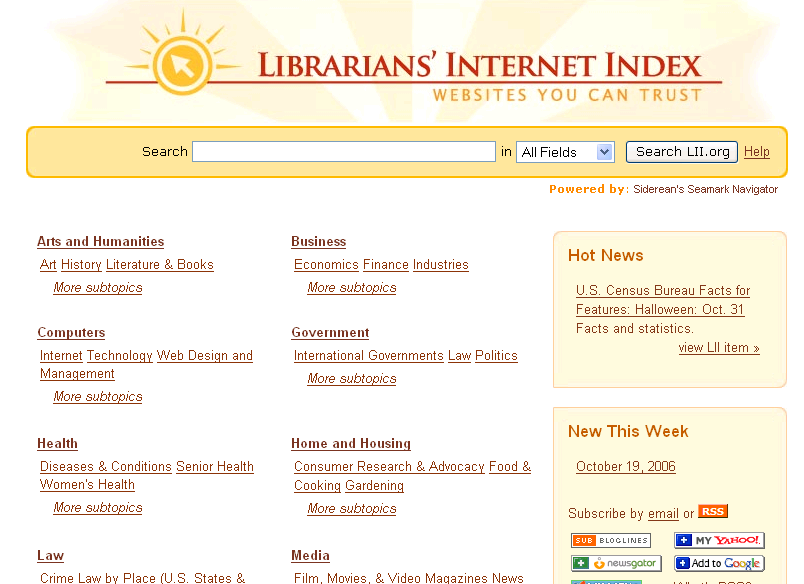 LIBRARIANS' INTERNET INDEX
WEBSITES YOU CAN TRUST
Search in All Fields Search LII.org Help
Powered by: Siderean's Seamark Navigator
Arts and Humanities
Art History Literature & Books
More subtopics
Business
Economics Finance Industries
More subtopics
Computers
Internet Technology Web Design and
Management
More subtopics
Government
International Governments Law Politics
More subtopics
Health
Diseases & Conditions Senior Health
Women's Health
More subtopics
Home and Housing
Consumer Research & Advocacy Food &
Cooking Gardening
More subtopics
Law
Crime Law by Place (U.S. States &
Media
Film, Movies, & Video Magazines News
Hot News
U.S. Census Bureau Facts for
Features: Halloween: Oct. 31
Facts and statistics.
view LII item »
New This Week
October 19, 2006
Subscribe by email or RSS
SUB BLOGLINES
+ MY YAHOO!
+ newsgator
+ Add to Google